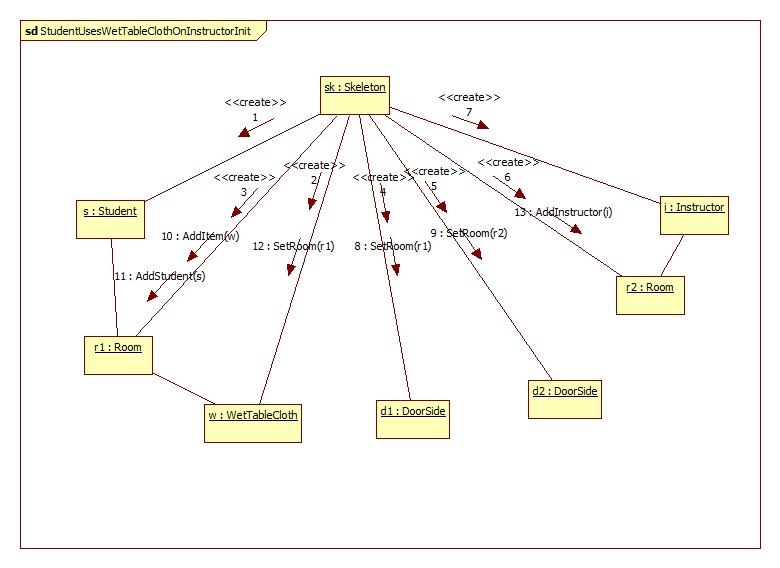 sd StudentUsesWetTableClothOnInstructorInit
sk : Skeleton
<<create>>
1
<<create>>
7
<<create>>
2
<<create>>
6
<<create>>
3
<<create>>
4
<<create>>
5
s : Student
i : Instructor
13 : AddInstructor(i)
10 : AddItem(w)
12 : SetRoom(r1)
8 : SetRoom(r1)
9 : SetRoom(r2)
11 : AddStudent(s)
r2 : Room
r1 : Room
w : WetTableCloth
d1 : DoorSide
d2 : DoorSide